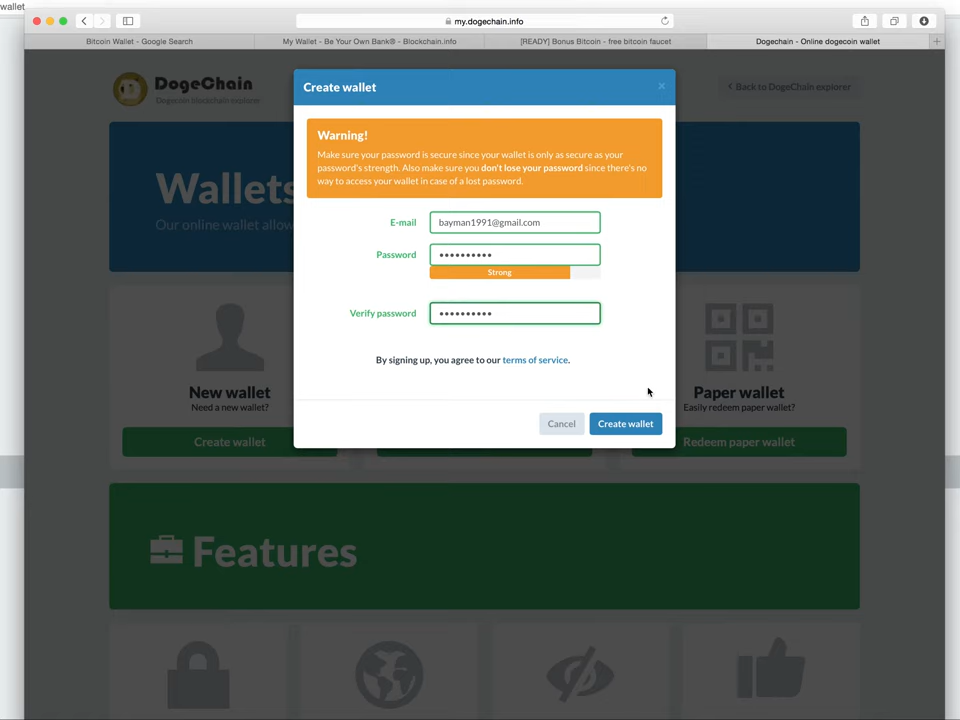 wallet
my.dogechain.info
Bitcoin Wallet - Google Search
My Wallet - Be Your Own Bank® - Blockchain.info
[READY] Bonus Bitcoin - free bitcoin faucet
Dogechain - Online dogecoin wallet
DogeChain
Dogecoin blockchain explorer
Back to DogeChain explorer
Create wallet
Warning!
Make sure your password is secure since your wallet is only as secure as your
password's strength. Also make sure you don't lose your password since there's no
way to access your wallet in case of a lost password.
Wallets
Our online wallet allow
E-mail
bayman1991@gmail.com
Password
••••••••••
Strong
Verify password
••••••••••
By signing up, you agree to our terms of service.
Cancel
Create wallet
New wallet
Need a new wallet?
Create wallet
Paper wallet
Easily redeem paper wallet?
Redeem paper wallet
Features